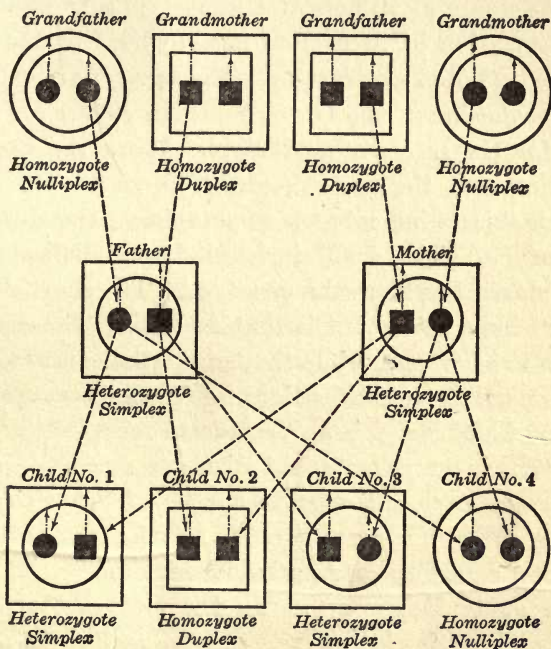 Grandfather Grandmother Grandfather Grandmother
Homozygote Homozygote Homozygote Homozygote
Nulliplex Duplex Duplex Nulliplex
Father Mother
Heterozygote Heterozygote
Simplex Simplex
Child No. 1 Child No. 2 Child No. 3 Child No. 4
Heterozygote Homozygote Heterozygote Homozygote
Simplex Duplex Simplex Nulliplex